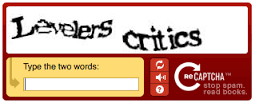 Levelers critics
Type the two words:
reCAPTCHA™
stop spam.
read books.